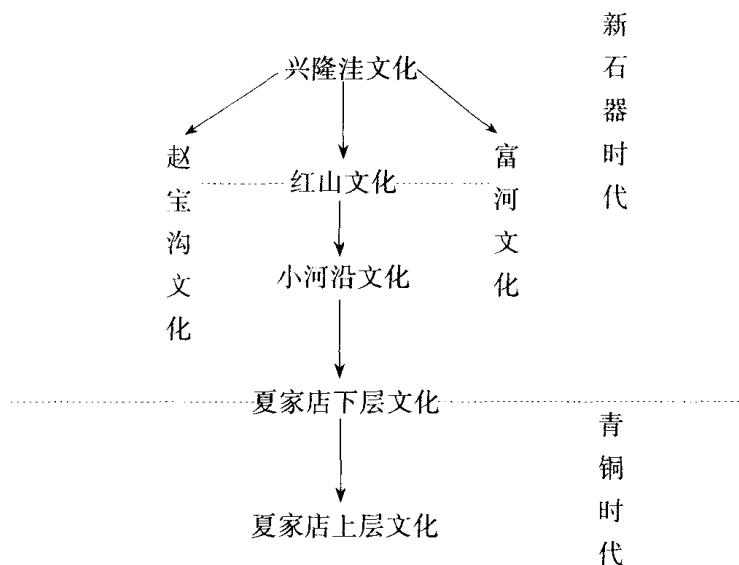 兴隆洼文化
新石器时代
赵宝沟文化
红山文化
富河文化
小河沿文化
夏家店下层文化
青铜时代
夏家店上层文化